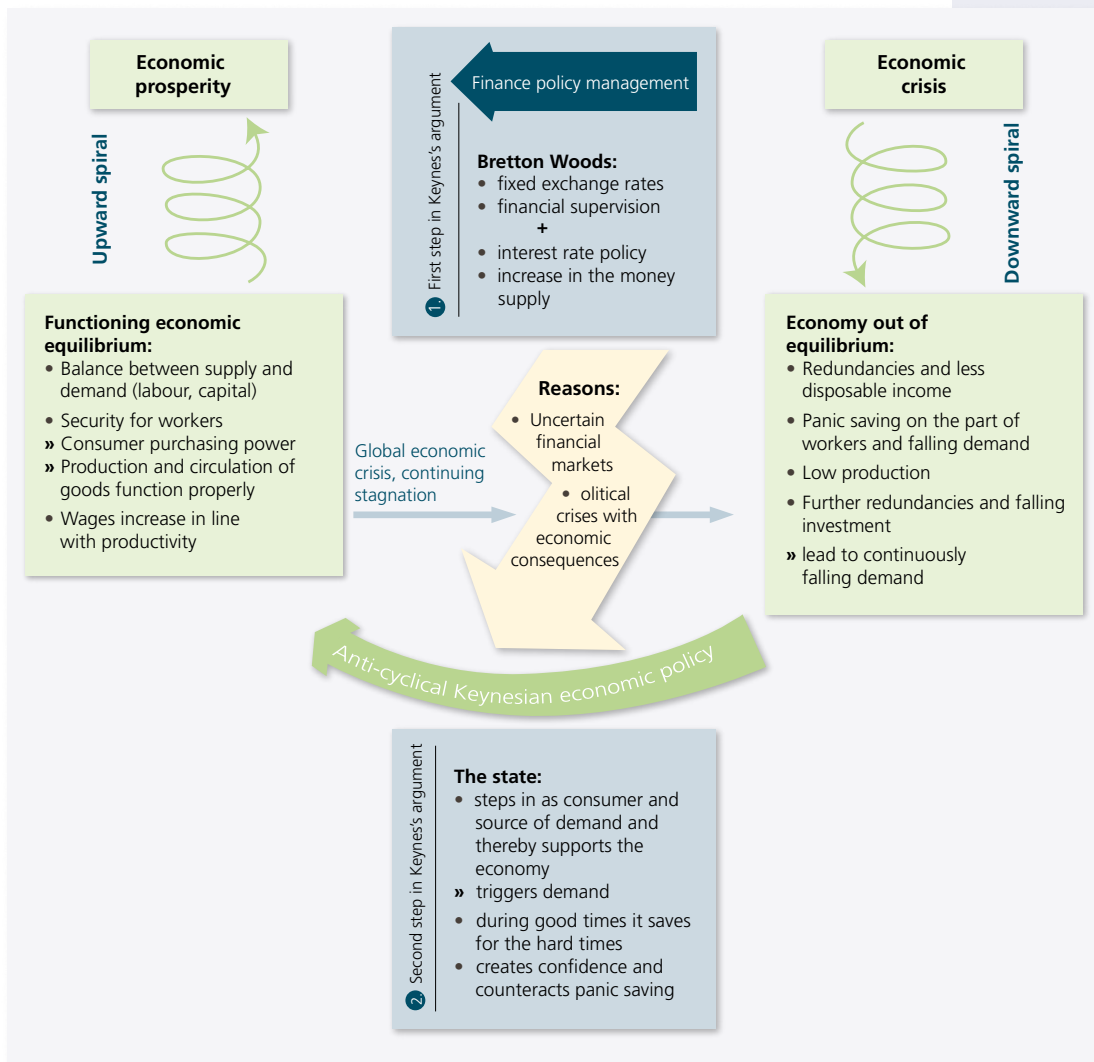 Economic
prosperity
Upward spiral
Functioning economic
equilibrium:
• Balance between supply and
demand (labour, capital)
• Security for workers
» Consumer purchasing power
» Production and circulation of
goods function properly
• Wages increase in line
with productivity
1. First step in Keynes's argument
Finance policy management
Bretton Woods:
• fixed exchange rates
• financial supervision
+
• interest rate policy
• increase in the money
supply
Global economic
crisis, continuing
stagnation
Reasons:
• Uncertain
financial
markets
• olitical
crises with
economic
consequences
Economic
crisis
Downward spiral
Economy out of
equilibrium:
• Redundancies and less
disposable income
• Panic saving on the part of
workers and falling demand
• Low production
• Further redundancies and falling
investment
» lead to continuously
falling demand
Anti-cyclical Keynesian economic policy
2. Second step in Keynes's argument
The state:
• steps in as consumer and
source of demand and
thereby supports the
economy
» triggers demand
• during good times it saves
for the hard times
• creates confidence and
counteracts panic saving